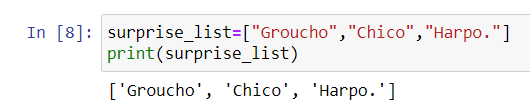 In [8]: surprise_list=["Groucho","Chico","Harpo."]
print(surprise_list)
['Groucho', 'Chico', 'Harpo.']